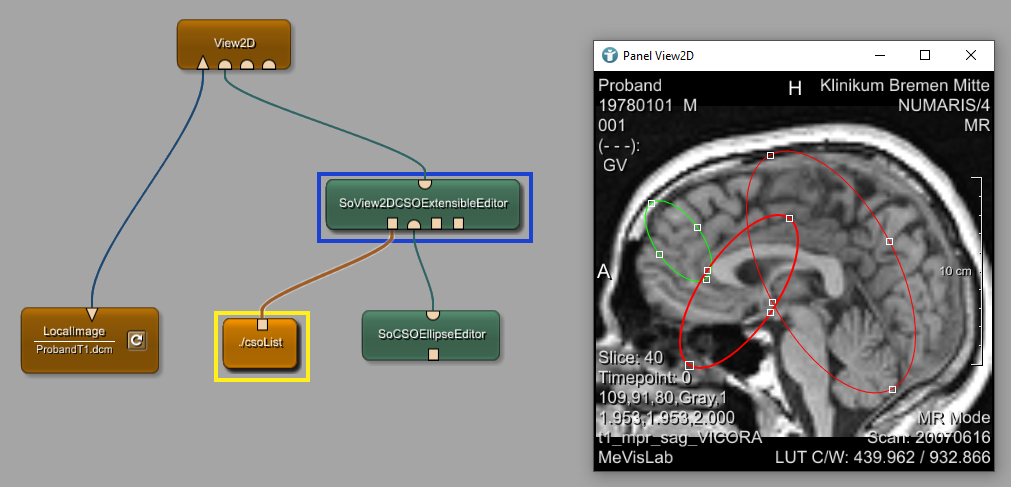 View2D
SoView2DCSOExtensibleEditor
LocalImage
ProbandT1.dcm
./csoList
SoCSOEllipseEditor
Panel View2D
Proband
19780101 M
001
(- - -):
GV
H
Klinikum Bremen Mitte
NUMARIS/4
MR
A
10 cm
Slice: 40
Timepoint: 0
109,91,80,Gray,1
1.953,1.953,2.000
t1_mpr_sag_VICORA
MeVisLab
MR Mode
Scan: 20070616
LUT C/W: 439.962 / 932.866